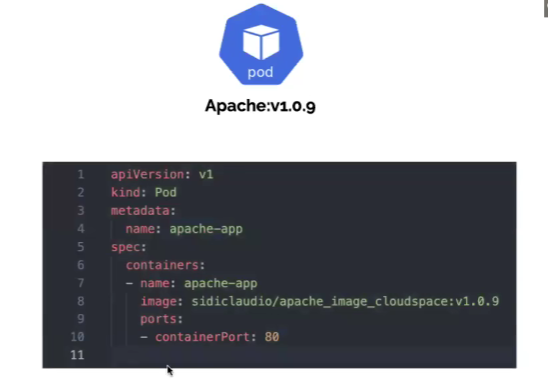 pod
Apache:v1.0.9
1 apiVersion: v1
2 kind: Pod
3 metadata:
4   name: apache-app
5 spec:
6   containers:
7   - name: apache-app
8     image: sidiclaudio/apache_image_cloudspace:v1.0.9
9     ports:
10     - containerPort: 80
11